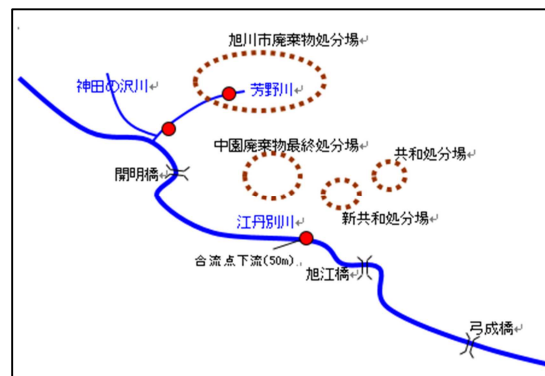 旭川市廃棄物処分場
神田の沢川
芳野川
中園廃棄物最終処分場
共和処分場
開明橋
新共和処分場
江丹別川
合流点下流(50m)
旭江橋
弓成橋